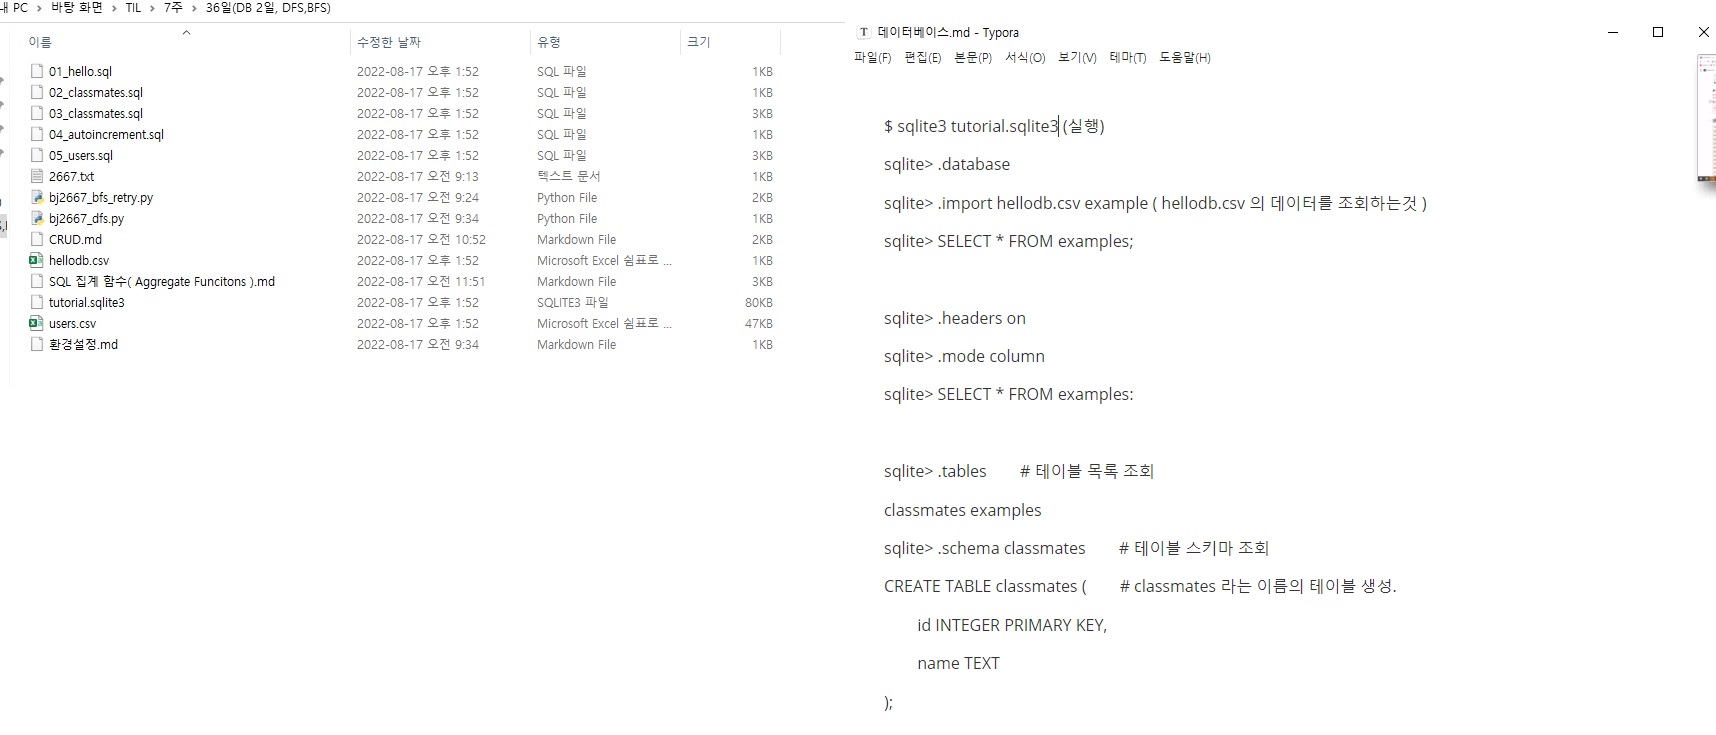 내 PC > 바탕 화면 > TIL > 7주 > 36일(DB 2일, DFS,BFS)
이름 수정한 날짜 유형 크기
01_hello.sql 2022-08-17 오후 1:52 SQL 파일 1KB
02_classmates.sql 2022-08-17 오후 1:52 SQL 파일 1KB
03_classmates.sql 2022-08-17 오후 1:52 SQL 파일 3KB
04_autoincrement.sql 2022-08-17 오후 1:52 SQL 파일 1KB
05_users.sql 2022-08-17 오후 1:52 SQL 파일 3KB
2667.txt 2022-08-17 오전 9:13 텍스트 문서 1KB
bj2667_bfs_retry.py 2022-08-17 오전 9:24 Python File 2KB
bj2667_dfs.py 2022-08-17 오전 9:34 Python File 1KB
CRUD.md 2022-08-17 오전 10:52 Markdown File 2KB
hellodb.csv 2022-08-17 오후 1:52 Microsoft Excel 쉼표로 ... 1KB
SQL 집계 함수( Aggregate Funcitons ).md 2022-08-17 오전 11:51 Markdown File 3KB
tutorial.sqlite3 2022-08-17 오후 1:52 SQLITE3 파일 80KB
users.csv 2022-08-17 오후 1:52 Microsoft Excel 쉼표로 ... 47KB
환경설정.md 2022-08-17 오전 9:34 Markdown File 1KB
T 데이터베이스.md - Typora
파일(F) 편집(E) 본문(P) 서식(O) 보기(V) 테마(T) 도움말(H)
$ sqlite3 tutorial.sqlite3 (실행)
sqlite> .database
sqlite> .import hellodb.csv example ( hellodb.csv 의 데이터를 조회하는것 )
sqlite> SELECT * FROM examples;
sqlite> .headers on
sqlite> .mode column
sqlite> SELECT * FROM examples:
sqlite> .tables # 테이블 목록 조회
classmates examples
sqlite> .schema classmates # 테이블 스키마 조회
CREATE TABLE classmates ( # classmates 라는 이름의 테이블 생성.
id INTEGER PRIMARY KEY,
name TEXT
);